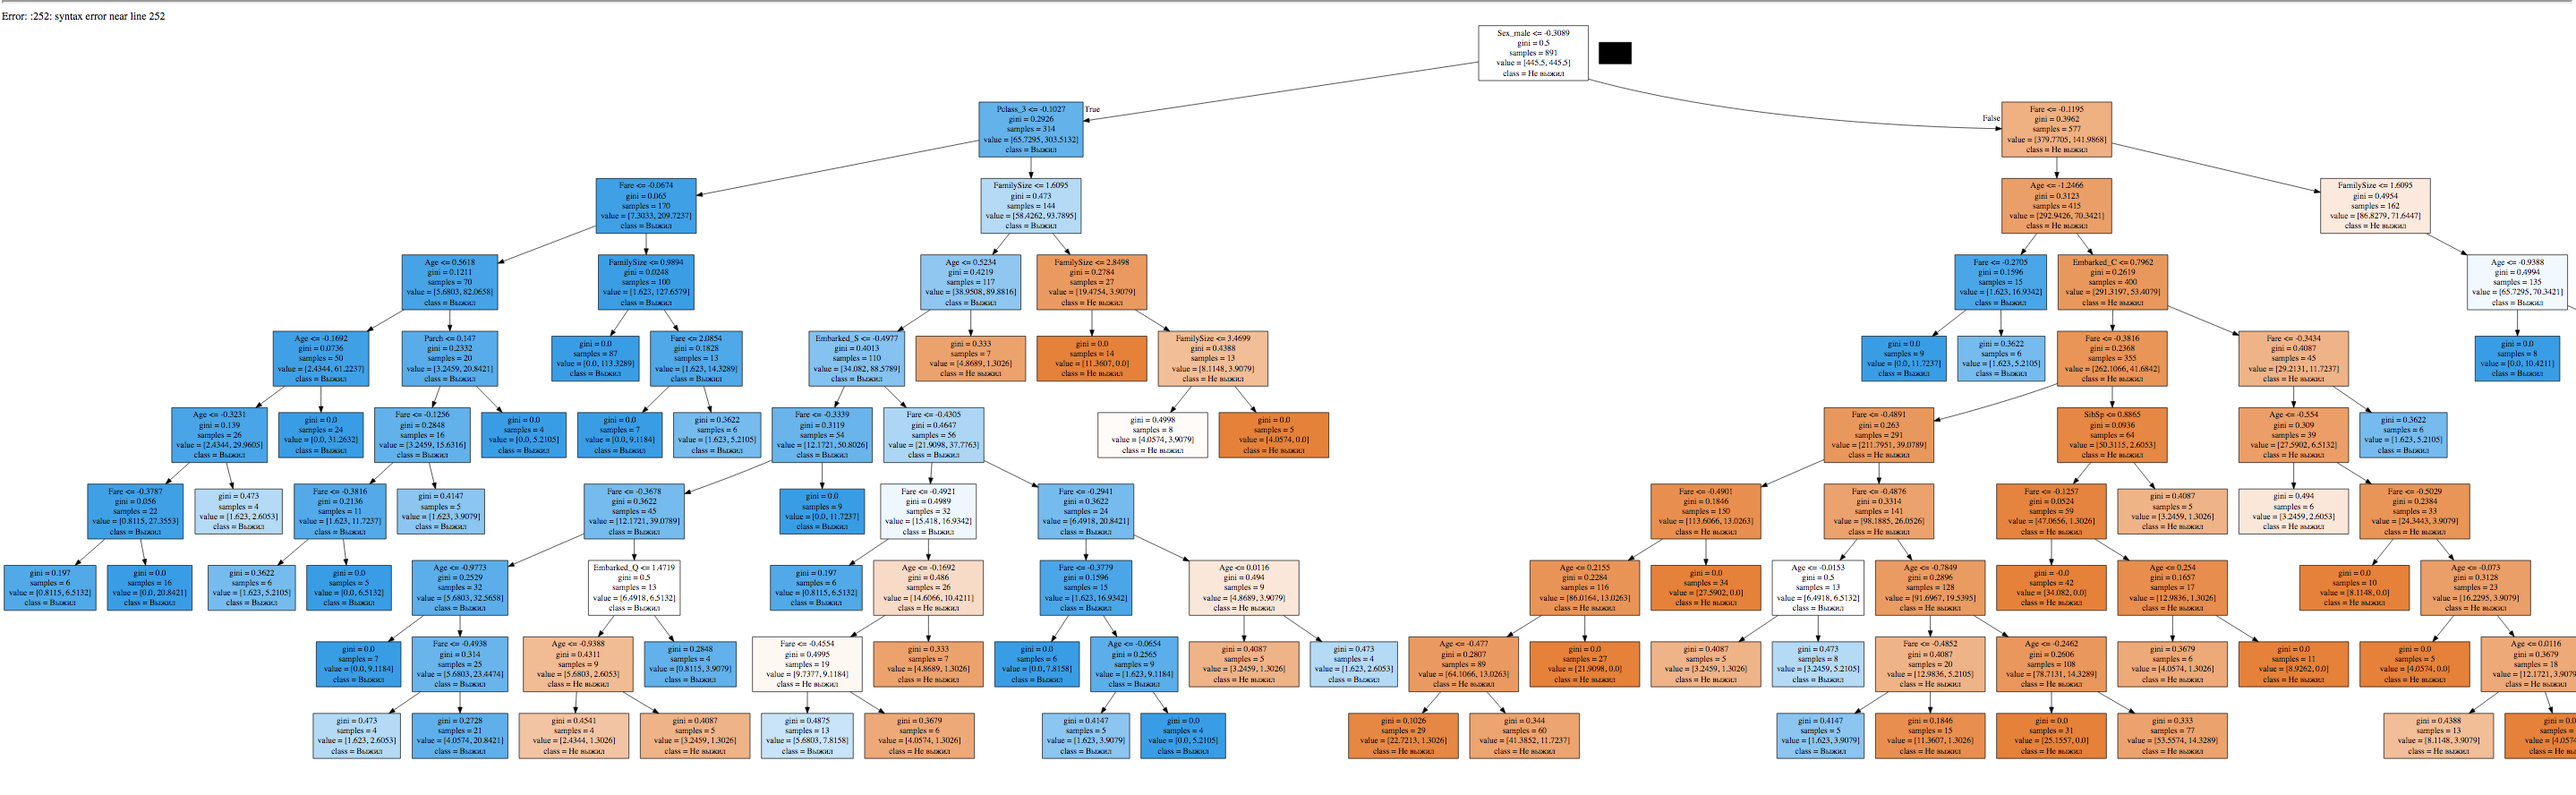 Error: :252: syntax error near line 252
Sex_male <= -0.3089
gini = 0.5
samples = 891
value = [445.5, 445.5]
class = Не выжил
True
False
Pclass_3 <= -0.1027
gini = 0.2926
samples = 314
value = [65.7295, 303.5132]
class = Выжил
Fare <= -0.1195
gini = 0.3962
samples = 577
value = [379.7705, 141.9868]
class = Не выжил
Fare <= -0.0674
gini = 0.065
samples = 170
value = [7.3033, 209.7237]
class = Выжил
FamilySize <= 1.6095
gini = 0.473
samples = 144
value = [58.4262, 93.7895]
class = Выжил
Age <= -1.2466
gini = 0.3123
samples = 415
value = [292.9426, 70.3421]
class = Не выжил
FamilySize <= 1.6095
gini = 0.4954
samples = 162
value = [86.8279, 71.6447]
class = Не выжил
Age <= 0.5618
gini = 0.1211
samples = 70
value = [5.6803, 82.0658]
class = Выжил
FamilySize <= 0.9894
gini = 0.0248
samples = 100
value = [1.623, 127.6579]
class = Выжил
Age <= 0.5234
gini = 0.4219
samples = 117
value = [38.9508, 89.8816]
class = Выжил
FamilySize <= 2.8498
gini = 0.2784
samples = 27
value = [19.4754, 3.9079]
class = Не выжил
Fare <= -0.2705
gini = 0.1596
samples = 15
value = [1.623, 16.9342]
class = Выжил
Embarked_C <= 0.7962
gini = 0.2619
samples = 400
value = [291.3197, 53.4079]
class = Не выжил
Age <= -0.9388
gini = 0.4994
samples = 135
value = [65.7295, 70.3421]
class = Выжил
Age <= -0.1692
gini = 0.0736
samples = 50
value = [2.4344, 61.2237]
class = Выжил
Parch <= 0.147
gini = 0.2332
samples = 20
value = [3.2459, 20.8421]
class = Выжил
gini = 0.0
samples = 87
value = [0.0, 113.3289]
class = Выжил
Fare <= 2.0854
gini = 0.1828
samples = 13
value = [1.623, 14.3289]
class = Выжил
Embarked_S <= -0.4977
gini = 0.4013
samples = 110
value = [34.082, 88.5789]
class = Выжил
gini = 0.333
samples = 7
value = [4.8689, 1.3026]
class = Не выжил
gini = 0.0
samples = 14
value = [11.3607, 0.0]
class = Не выжил
FamilySize <= 3.4699
gini = 0.4388
samples = 13
value = [8.1148, 3.9079]
class = Не выжил
gini = 0.0
samples = 9
value = [0.0, 11.7237]
class = Выжил
gini = 0.3622
samples = 6
value = [1.623, 5.2105]
class = Выжил
Fare <= -0.3816
gini = 0.2368
samples = 355
value = [262.1066, 41.6842]
class = Не выжил
Fare <= -0.3434
gini = 0.4087
samples = 45
value = [29.2131, 11.7237]
class = Не выжил
gini = 0.0
samples = 8
value = [0.0, 10.4211]
class = Выжил
Age <= -0.3231
gini = 0.139
samples = 26
value = [2.4344, 29.9605]
class = Выжил
gini = 0.0
samples = 24
value = [0.0, 31.2632]
class = Выжил
Fare <= -0.1256
gini = 0.2848
samples = 16
value = [3.2459, 15.6316]
class = Выжил
gini = 0.0
samples = 4
value = [0.0, 5.2105]
class = Выжил
gini = 0.0
samples = 7
value = [0.0, 9.1184]
class = Выжил
gini = 0.3622
samples = 6
value = [1.623, 5.2105]
class = Выжил
Fare <= -0.3339
gini = 0.3119
samples = 54
value = [12.1721, 50.8026]
class = Выжил
Fare <= -0.4305
gini = 0.4647
samples = 56
value = [21.9098, 37.7763]
class = Выжил
gini = 0.4998
samples = 8
value = [4.0574, 3.9079]
class = Не выжил
gini = 0.0
samples = 5
value = [4.0574, 0.0]
class = Не выжил
Fare <= -0.4891
gini = 0.263
samples = 291
value = [211.7951, 39.0789]
class = Не выжил
SibSp <= 0.8865
gini = 0.0936
samples = 64
value = [50.3115, 2.6053]
class = Не выжил
Age <= -0.554
gini = 0.309
samples = 39
value = [27.5902, 6.5132]
class = Не выжил
gini = 0.3622
samples = 6
value = [1.623, 5.2105]
class = Выжил
Fare <= -0.3787
gini = 0.056
samples = 22
value = [0.8115, 27.3553]
class = Выжил
gini = 0.473
samples = 4
value = [1.623, 2.6053]
class = Выжил
Fare <= -0.3816
gini = 0.2136
samples = 11
value = [1.623, 11.7237]
class = Выжил
gini = 0.4147
samples = 5
value = [1.623, 3.9079]
class = Выжил
Fare <= -0.3678
gini = 0.3622
samples = 45
value = [12.1721, 39.0789]
class = Выжил
gini = 0.0
samples = 9
value = [0.0, 11.7237]
class = Выжил
Fare <= -0.4921
gini = 0.4989
samples = 32
value = [15.418, 16.9342]
class = Выжил
Fare <= -0.2941
gini = 0.3622
samples = 24
value = [6.4918, 20.8421]
class = Выжил
Fare <= -0.4901
gini = 0.1846
samples = 150
value = [113.6066, 13.0263]
class = Не выжил
Fare <= -0.4876
gini = 0.3314
samples = 141
value = [98.1885, 26.0526]
class = Не выжил
Fare <= -0.1257
gini = 0.0524
samples = 59
value = [47.0656, 1.3026]
class = Не выжил
gini = 0.4087
samples = 5
value = [3.2459, 1.3026]
class = Не выжил
gini = 0.494
samples = 6
value = [3.2459, 2.6053]
class = Не выжил
Fare <= -0.5029
gini = 0.2384
samples = 33
value = [24.3443, 3.9079]
class = Не выжил
gini = 0.197
samples = 6
value = [0.8115, 6.5132]
class = Выжил
gini = 0.0
samples = 16
value = [0.0, 20.8421]
class = Выжил
gini = 0.3622
samples = 6
value = [1.623, 5.2105]
class = Выжил
gini = 0.0
samples = 5
value = [0.0, 6.5132]
class = Выжил
Age <= -0.9773
gini = 0.2529
samples = 32
value = [5.6803, 32.5658]
class = Выжил
Embarked_Q <= 1.4719
gini = 0.5
samples = 13
value = [6.4918, 6.5132]
class = Выжил
gini = 0.197
samples = 6
value = [0.8115, 6.5132]
class = Выжил
Age <= -0.1692
gini = 0.486
samples = 26
value = [14.6066, 10.4211]
class = Не выжил
Fare <= -0.3779
gini = 0.1596
samples = 15
value = [1.623, 16.9342]
class = Выжил
Age <= 0.0116
gini = 0.494
samples = 9
value = [4.8689, 3.9079]
class = Не выжил
Age <= 0.2155
gini = 0.2284
samples = 116
value = [86.0164, 13.0263]
class = Не выжил
gini = 0.0
samples = 34
value = [27.5902, 0.0]
class = Не выжил
Age <= -0.0153
gini = 0.5
samples = 13
value = [6.4918, 6.5132]
class = Выжил
Age <= -0.7849
gini = 0.2896
samples = 128
value = [91.6967, 19.5395]
class = Не выжил
gini = -0.0
samples = 42
value = [34.082, 0.0]
class = Не выжил
Age <= 0.254
gini = 0.1657
samples = 17
value = [12.9836, 1.3026]
class = Не выжил
gini = 0.0
samples = 10
value = [8.1148, 0.0]
class = Не выжил
Age <= -0.073
gini = 0.3128
samples = 23
value = [16.2295, 3.9079]
class = Не выжил
gini = 0.0
samples = 7
value = [0.0, 9.1184]
class = Выжил
Fare <= -0.4938
gini = 0.314
samples = 25
value = [5.6803, 23.4474]
class = Выжил
Age <= -0.9388
gini = 0.4311
samples = 9
value = [5.6803, 2.6053]
class = Не выжил
gini = 0.2848
samples = 4
value = [0.8115, 3.9079]
class = Выжил
Fare <= -0.4554
gini = 0.4995
samples = 19
value = [9.7377, 9.1184]
class = Не выжил
gini = 0.333
samples = 7
value = [4.8689, 1.3026]
class = Не выжил
gini = 0.0
samples = 6
value = [0.0, 7.8158]
class = Выжил
Age <= -0.0654
gini = 0.2565
samples = 9
value = [1.623, 9.1184]
class = Выжил
gini = 0.4087
samples = 5
value = [3.2459, 1.3026]
class = Не выжил
gini = 0.473
samples = 4
value = [1.623, 2.6053]
class = Выжил
Age <= -0.477
gini = 0.2807
samples = 89
value = [64.1066, 13.0263]
class = Не выжил
gini = 0.0
samples = 27
value = [21.9098, 0.0]
class = Не выжил
gini = 0.4087
samples = 5
value = [3.2459, 1.3026]
class = Не выжил
gini = 0.473
samples = 8
value = [3.2459, 5.2105]
class = Выжил
Fare <= -0.4852
gini = 0.4087
samples = 20
value = [12.9836, 5.2105]
class = Не выжил
Age <= -0.2462
gini = 0.2606
samples = 108
value = [78.7131, 14.3289]
class = Не выжил
gini = 0.3679
samples = 6
value = [4.0574, 1.3026]
class = Не выжил
gini = 0.0
samples = 11
value = [8.9262, 0.0]
class = Не выжил
gini = 0.0
samples = 5
value = [4.0574, 0.0]
class = Не выжил
Age <= 0.0116
gini = 0.3679
samples = 18
value = [12.1721, 3.9079
class = Не выжил
gini = 0.473
samples = 4
value = [1.623, 2.6053]
class = Выжил
gini = 0.2728
samples = 21
value = [4.0574, 20.8421]
class = Выжил
gini = 0.4541
samples = 4
value = [2.4344, 1.3026]
class = Не выжил
gini = 0.4087
samples = 5
value = [3.2459, 1.3026]
class = Не выжил
gini = 0.4875
samples = 13
value = [5.6803, 7.8158]
class = Выжил
gini = 0.3679
samples = 6
value = [4.0574, 1.3026]
class = Не выжил
gini = 0.4147
samples = 5
value = [1.623, 3.9079]
class = Выжил
gini = 0.0
samples = 4
value = [0.0, 5.2105]
class = Выжил
gini = 0.1026
samples = 29
value = [22.7213, 1.3026]
class = Не выжил
gini = 0.344
samples = 60
value = [41.3852, 11.7237]
class = Не выжил
gini = 0.4147
samples = 5
value = [1.623, 3.9079]
class = Выжил
gini = 0.1846
samples = 15
value = [11.3607, 1.3026]
class = Не выжил
gini = 0.0
samples = 31
value = [25.1557, 0.0]
class = Не выжил
gini = 0.333
samples = 77
value = [53.5574, 14.3289]
class = Не выжил
gini = 0.4388
samples = 13
value = [8.1148, 3.9079]
class = Не выжил
gini = 0.0
samples =
value = [4.0574
class = Не вы